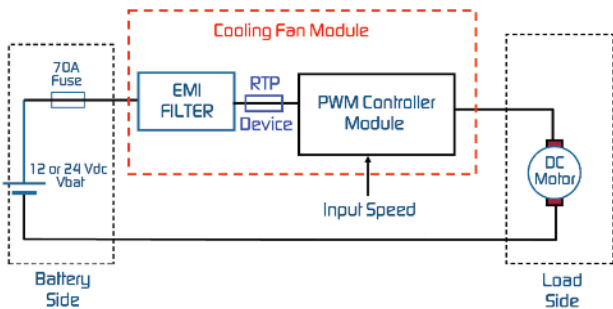 Cooling Fan Module
70A
Fuse
EMI
FILTER
RTP
Device
PWM Controller
Module
12 or 24 Vdc
Vbat
DC
Motor
Input Speed
Battery
Side
Load
Side